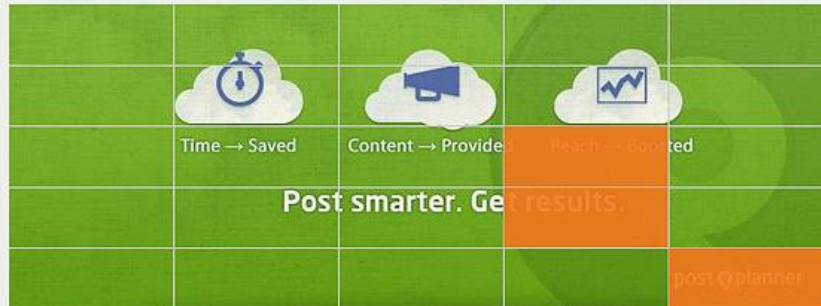 Time → Saved
Content → Provided
Reach → Boosted
Post smarter. Get results.
post planner